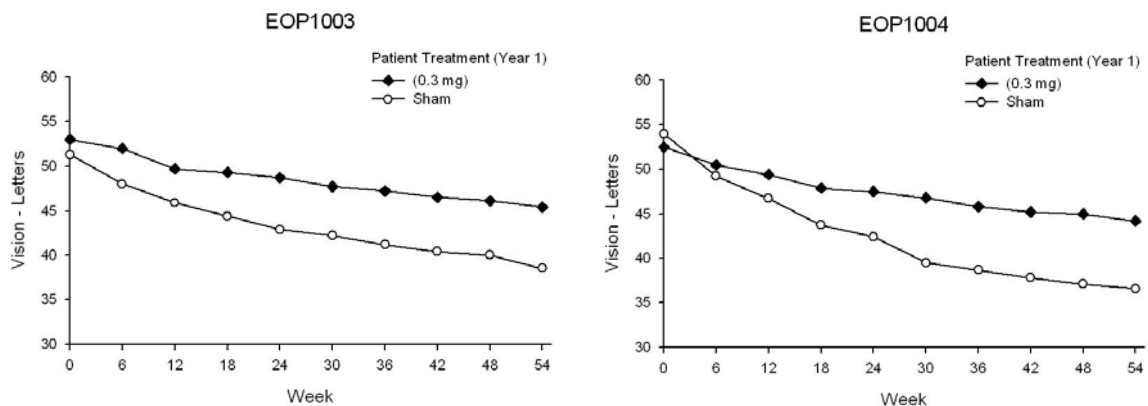 EOP1003
Patient Treatment (Year 1)
(0.3 mg)
Sham
60
55
50
45
40
35
30
Vision - Letters
0 6 12 18 24 30 36 42 48 54
Week
EOP1004
Patient Treatment (Year 1)
(0.3 mg)
Sham
60
55
50
45
40
35
30
Vision - Letters
0 6 12 18 24 30 36 42 48 54
Week